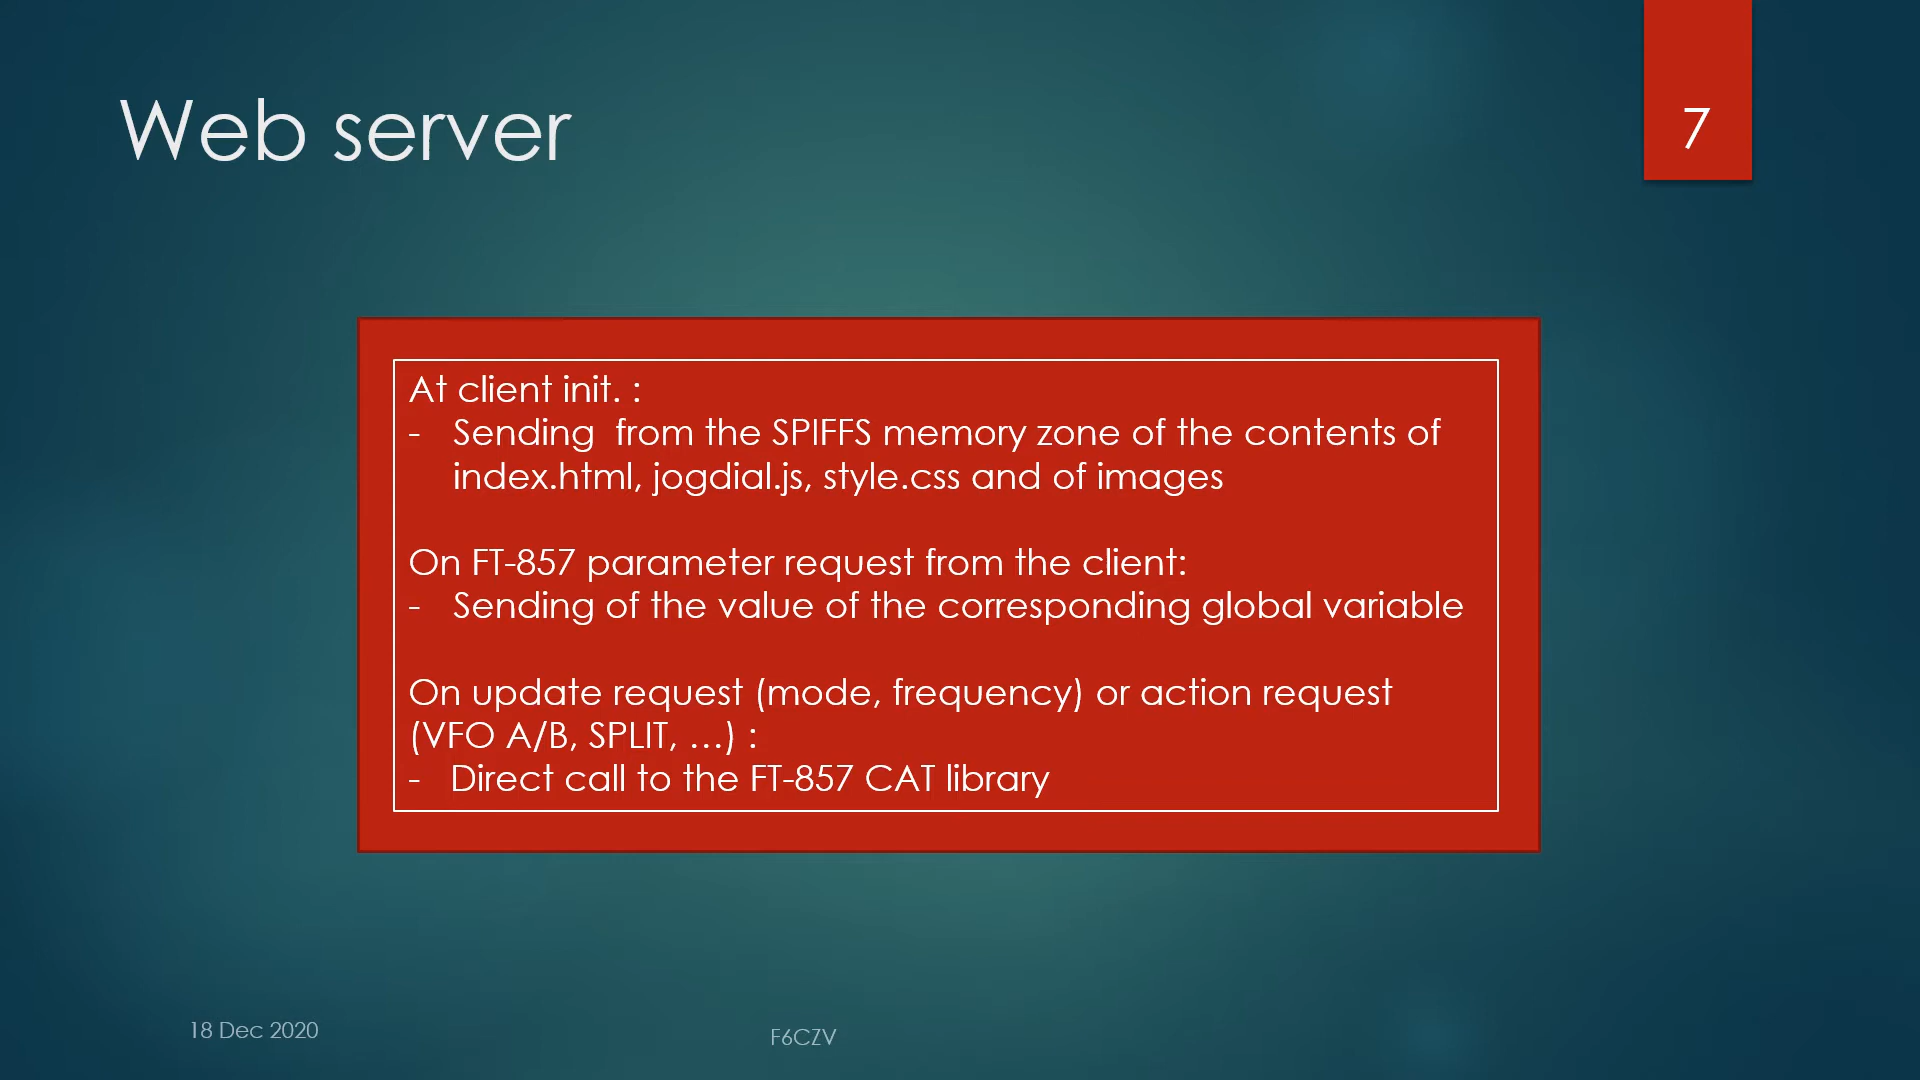 Web server
7
At client init. :
- Sending  from the SPIFFS memory zone of the contents of
index.html, jogdial.js, style.css and of images
On FT-857 parameter request from the client:
- Sending of the value of the corresponding global variable
On update request (mode, frequency) or action request
(VFO A/B, SPLIT, …) :
- Direct call to the FT-857 CAT library
18 Dec 2020
F6CZV